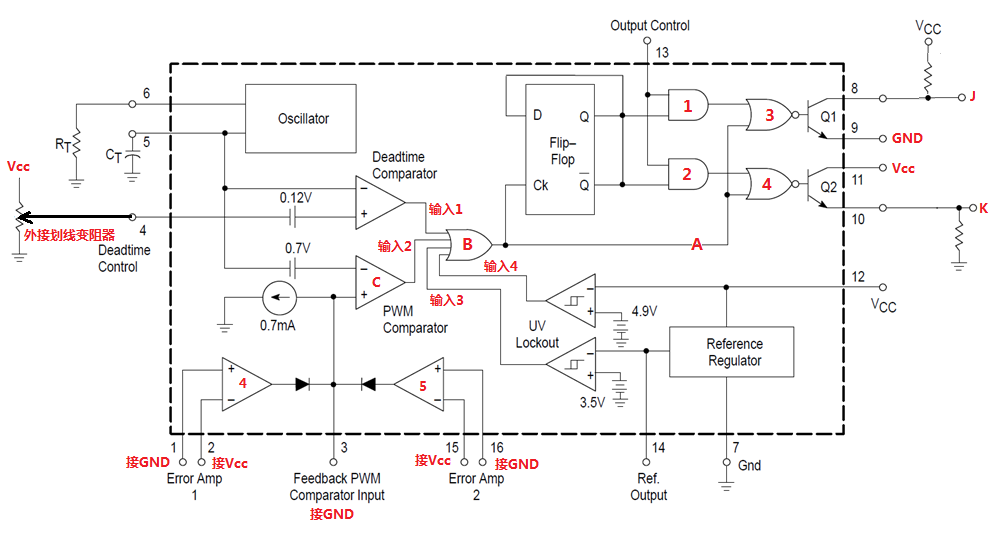 Output Control
13
VCC
6
8
J
Oscillator
D
Q
1
3
Q1
5
RT
CT
9
GND
Flip–
Flop
Vcc
Deadtime
Comparator
2
4
Vcc
Ck
Q
Q2
11
0.12V
−
+
输入1
10
K
4
外接划线变阻器
Deadtime
Control
输入2
B
A
0.7V
输入4
−
C
+
输入3
12
VCC
0.7mA
PWM
Comparator
−
+
4.9V
UV
Lockout
Reference
Regulator
−
+
3.5V
+
4
−
+
5
−
1
2
3
15
16
14
7
接GND
接Vcc
接Vcc
接GND
Gnd
Error Amp
1
Feedback PWM
Comparator Input
Error Amp
2
Ref.
Output
接GND